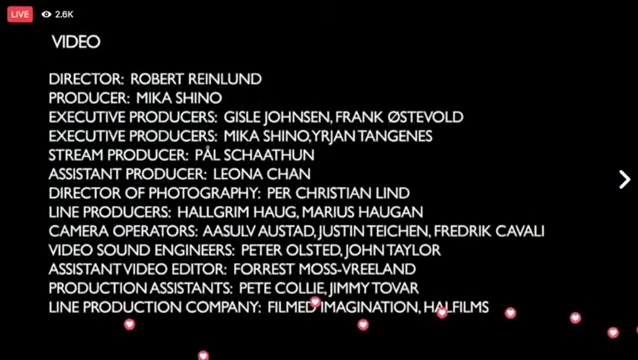 LIVE 2.6K
VIDEO
DIRECTOR: ROBERT REINLUND
PRODUCER: MIKA SHINO
EXECUTIVE PRODUCERS: GISLE JOHNSEN, FRANK ØSTEVOLD
EXECUTIVE PRODUCERS: MIKA SHINO,YRJAN TANGENES
STREAM PRODUCER: PÅL SCHAATHUN
ASSISTANT PRODUCER: LEONA CHAN
DIRECTOR OF PHOTOGRAPHY: PER CHRISTIAN LIND
LINE PRODUCERS: HALLGRIM HAUG, MARIUS HAUGAN
CAMERA OPERATORS: AASULV AUSTAD, JUSTIN TEICHEN, FREDRIK CAVALI
VIDEO SOUND ENGINEERS: PETER OLSTED, JOHN TAYLOR
ASSISTANT VIDEO EDITOR: FORREST MOSS-VREELAND
PRODUCTION ASSISTANTS: PETE COLLIE, JIMMY TOVAR
LINE PRODUCTION COMPANY: FILMED IMAGINATION, HALFILMS